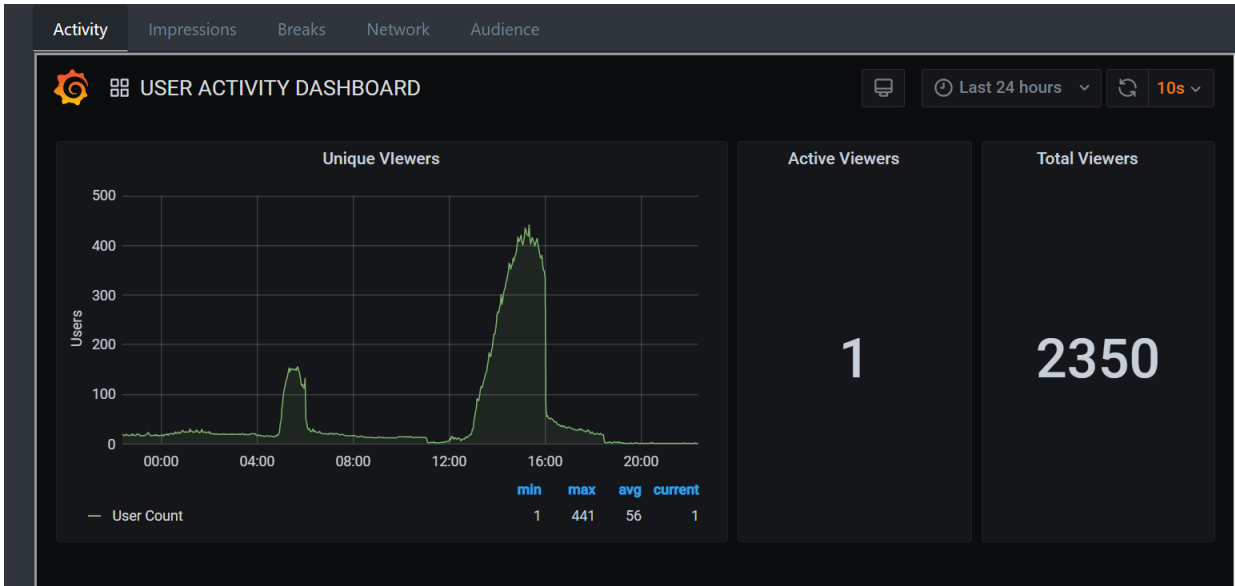 Activity Impressions Breaks Network Audience
USER ACTIVITY DASHBOARD
Last 24 hours
10s
Unique VIewers
Active Viewers
Total Viewers
500
400
300
200
100
0
Users
00:00 04:00 08:00 12:00 16:00 20:00
min max avg current
User Count 1 441 56 1
1
2350